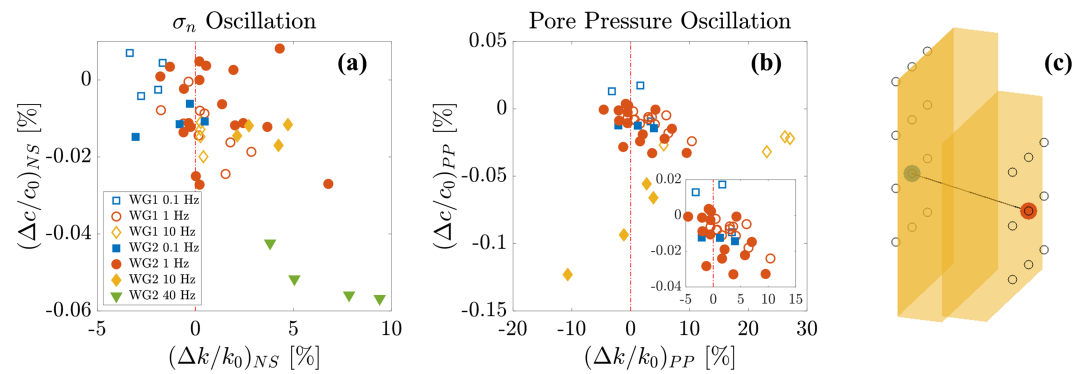 σn Oscillation
(a)
0
-0.02
-0.04
-0.06
(Δc/c0)NS [%]
WG1 0.1 Hz
WG1 1 Hz
WG1 10 Hz
WG2 0.1 Hz
WG2 1 Hz
WG2 10 Hz
WG2 40 Hz
-5 0 5 10
(Δk/k0)NS [%]
Pore Pressure Oscillation
(b)
0.05
0
-0.05
-0.1
-0.15
(Δc/c0)PP [%]
0.02
0
-0.02
-0.04
-5 0 5 10 15
-20 -10 0 10 20 30
(Δk/k0)PP [%]
(c)